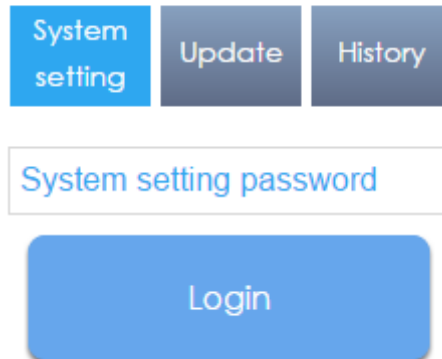 System
setting
Update
History
System setting password
Login